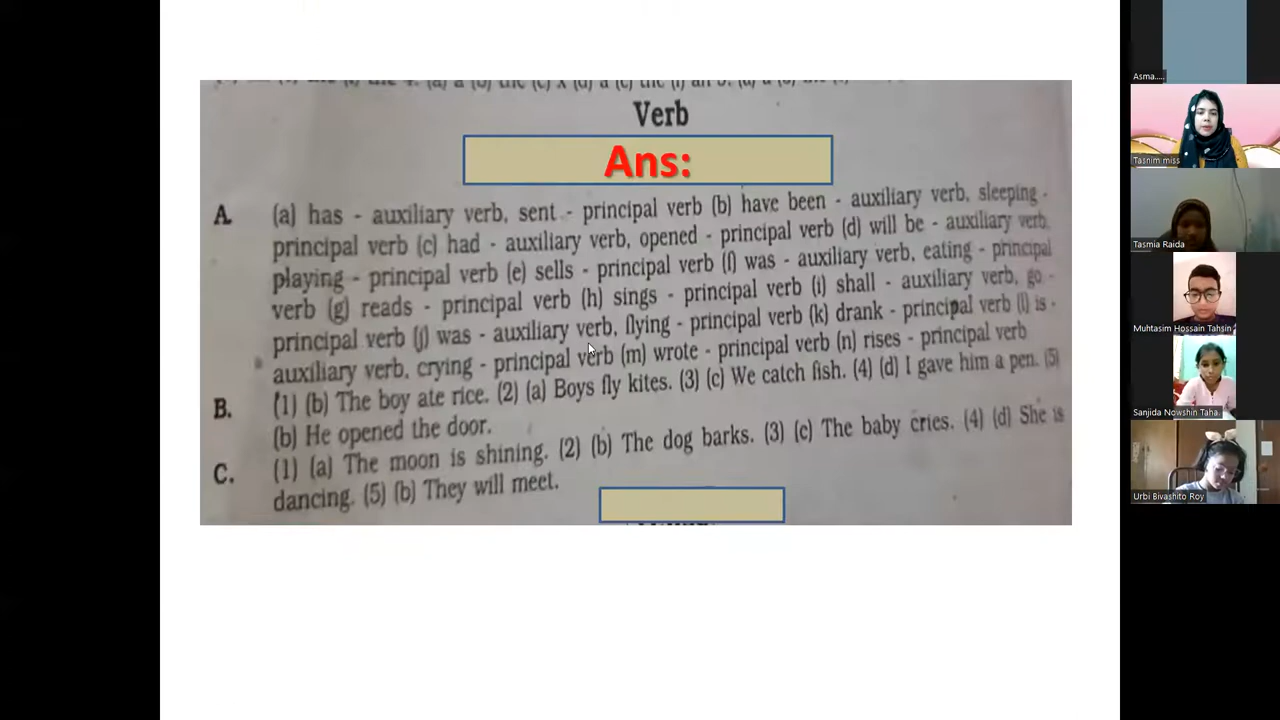 Verb
Ans:
A. (a) has - auxiliary verb, sent - principal verb (b) have been - auxiliary verb, sleeping -
principal verb (c) had - auxiliary verb, opened - principal verb (d) will be - auxiliary verb,
playing - principal verb (e) sells - principal verb (f) was - auxiliary verb, eating - principal
verb (g) reads - principal verb (h) sings - principal verb (i) shall - auxiliary verb, go -
principal verb (j) was - auxiliary verb, flying - principal verb (k) drank - principal verb (l) is -
auxiliary verb, crying - principal verb (m) wrote - principal verb (n) rises - principal verb
B. (1) (b) The boy ate rice. (2) (a) Boys fly kites. (3) (c) We catch fish. (4) (d) I gave him a pen. (5)
(b) He opened the door.
C. (1) (a) The moon is shining. (2) (b) The dog barks. (3) (c) The baby cries. (4) (d) She is
dancing. (5) (b) They will meet.
Asma.....
Tasnim miss
Tasmia Raida
Muhtasim Hossain Tahsin
Sanjida Nowshin Taha
Urbi Bivashito Roy